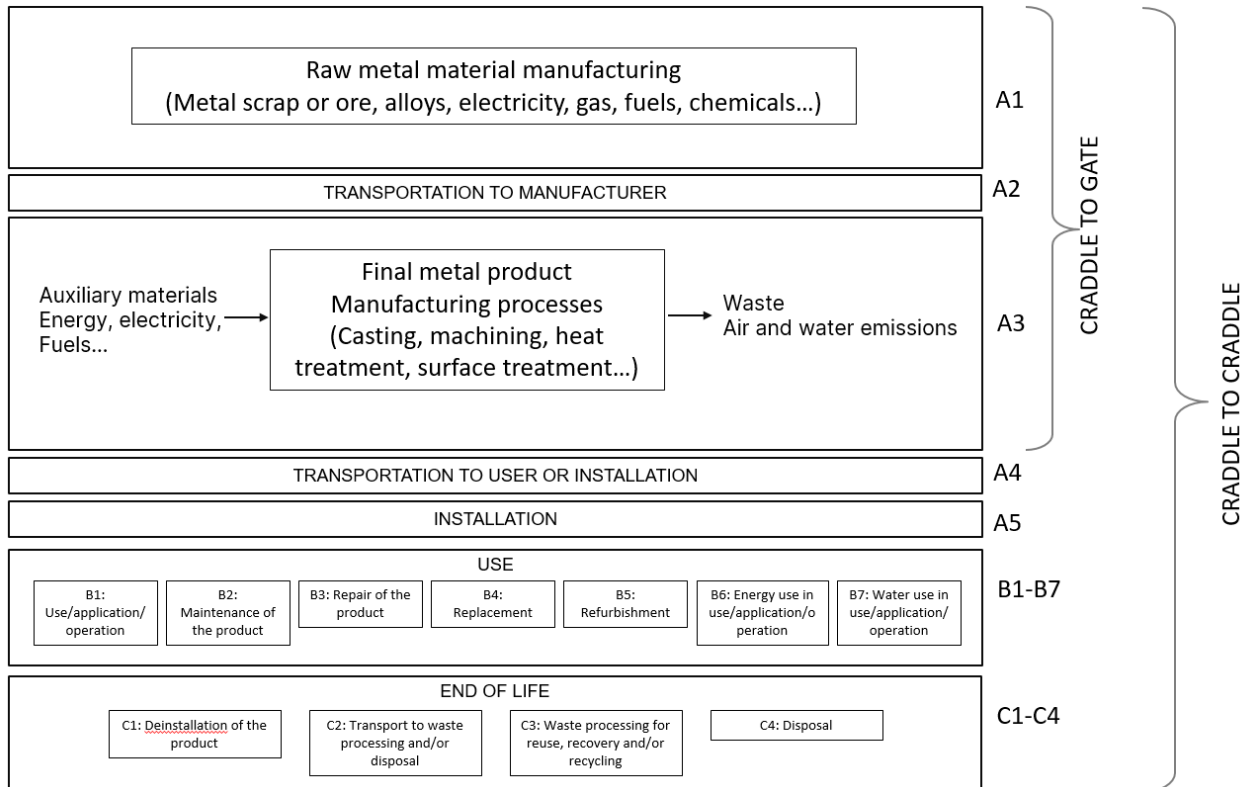 Raw metal material manufacturing
(Metal scrap or ore, alloys, electricity, gas, fuels, chemicals...)
A1
TRANSPORTATION TO MANUFACTURER
A2
CRADDLE TO GATE
Auxiliary materials
Energy, electricity,
Fuels...
Final metal product
Manufacturing processes
(Casting, machining, heat
treatment, surface treatment...)
Waste
Air and water emissions
A3
CRADDLE TO CRADDLE
TRANSPORTATION TO USER OR INSTALLATION
A4
INSTALLATION
A5
USE
B1:
Use/application/
operation
B2:
Maintenance of
the product
B3: Repair of the
product
B4:
Replacement
B5:
Refurbishment
B6: Energy use in
use/application/o
peration
B7: Water use in
use/application/
operation
B1-B7
END OF LIFE
C1: Deinstallation of the
product
C2: Transport to waste
processing and/or
disposal
C3: Waste processing for
reuse, recovery and/or
recycling
C4: Disposal
C1-C4